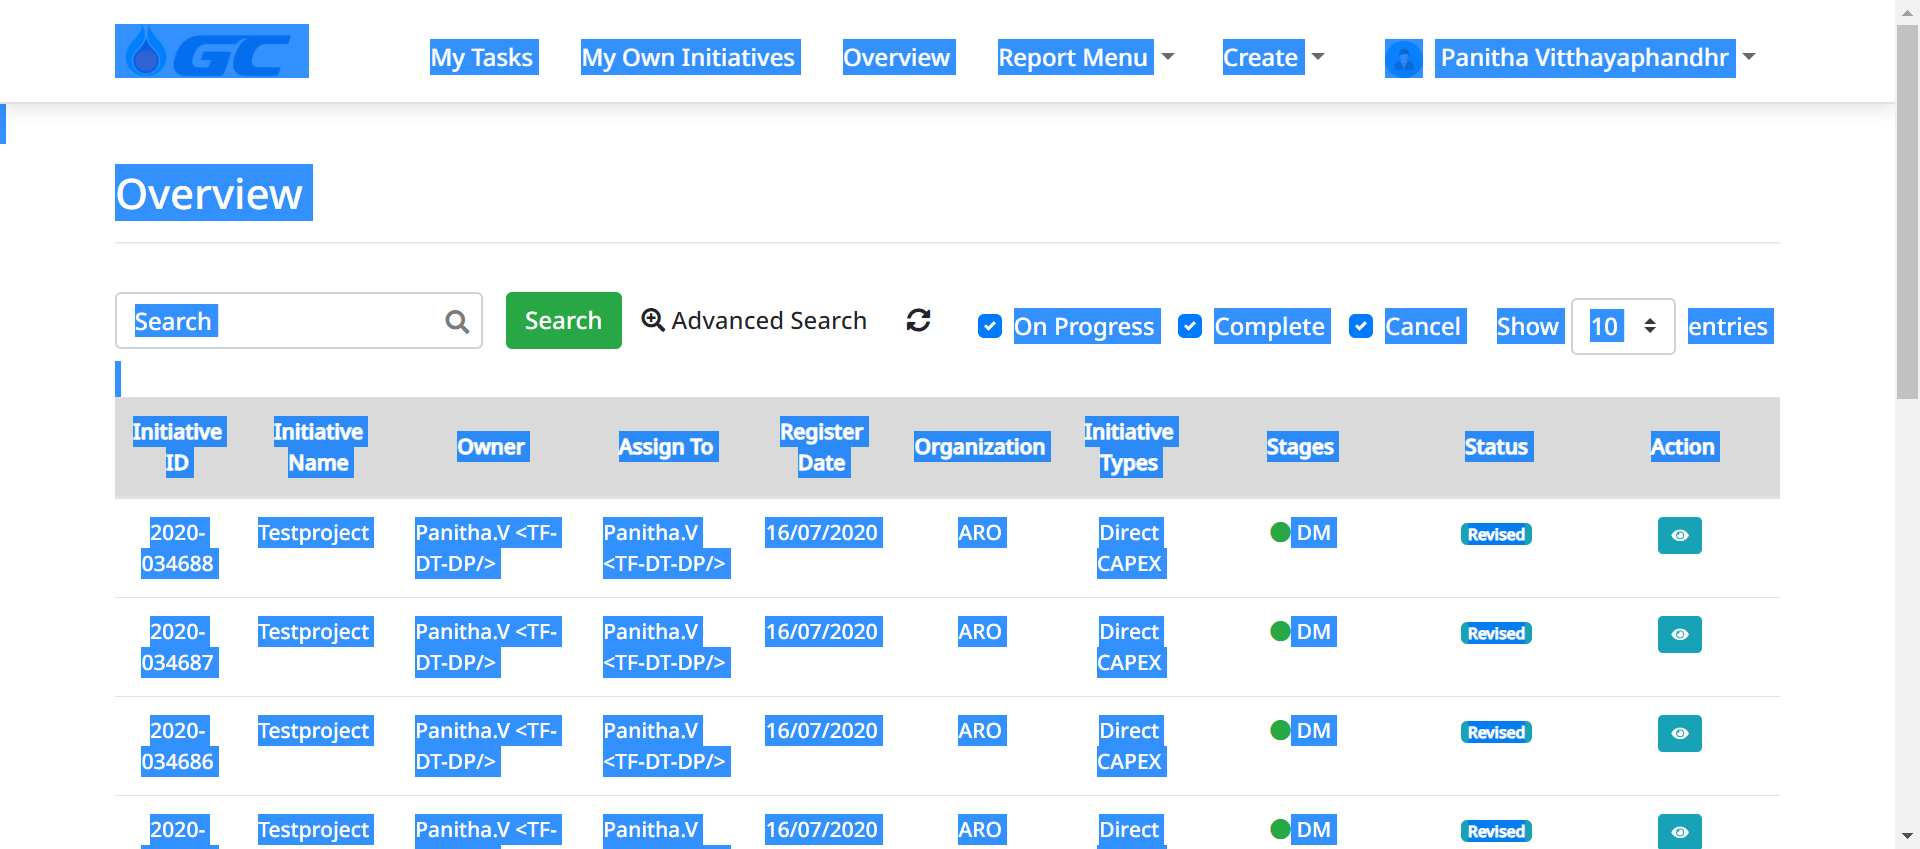 GC
My Tasks My Own Initiatives Overview Report Menu Create Panitha Vitthayaphandhr
Overview
Search Search Advanced Search On Progress Complete Cancel Show 10 entries
Initiative ID Initiative Name Owner Assign To Register Date Organization Initiative Types Stages Status Action
2020-034688 Testproject Panitha.V <TF-DT-DP/> Panitha.V <TF-DT-DP/> 16/07/2020 ARO Direct CAPEX DM Revised
2020-034687 Testproject Panitha.V <TF-DT-DP/> Panitha.V <TF-DT-DP/> 16/07/2020 ARO Direct CAPEX DM Revised
2020-034686 Testproject Panitha.V <TF-DT-DP/> Panitha.V <TF-DT-DP/> 16/07/2020 ARO Direct CAPEX DM Revised
2020- Testproject Panitha.V <TF- Panitha.V 16/07/2020 ARO Direct DM Revised